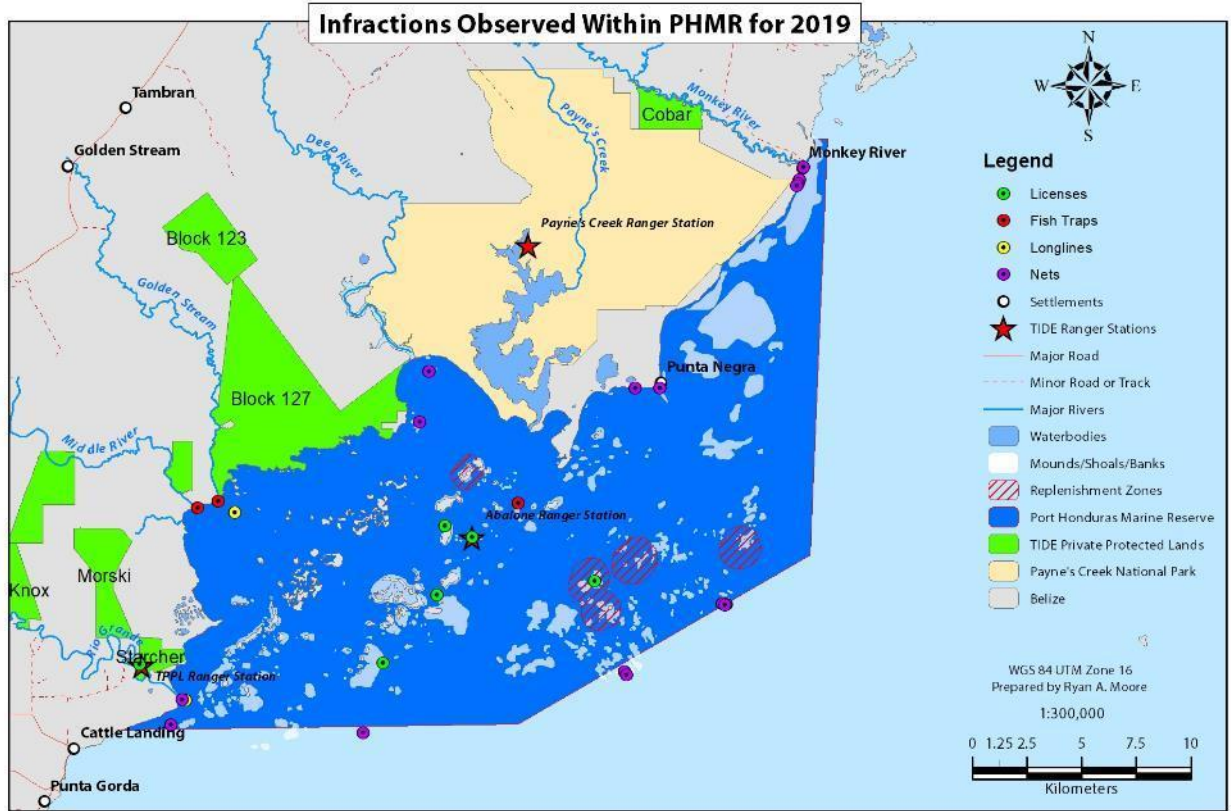 Infractions Observed Within PHMR for 2019
N
W E
S
Tambran
Golden Stream
Deep River
Payne's Creek
Monkey River
Cobar
Monkey River
Payne's Creek Ranger Station
Block 123
Golden Stream
Block 127
Punta Negra
Middle River
Abalone Ranger Station
Knox
Morski
Rio Grande
Starcher
TPPL Ranger Station
Cattle Landing
Punta Gorda
Legend
Licenses
Fish Traps
Longlines
Nets
Settlements
TIDE Ranger Stations
Major Road
Minor Road or Track
Major Rivers
Waterbodies
Mounds/Shoals/Banks
Replenishment Zones
Port Honduras Marine Reserve
TIDE Private Protected Lands
Payne's Creek National Park
Belize
WGS 84 UTM Zone 16
Prepared by Ryan A. Moore
1:300,000
0 1.25 2.5 5 7.5 10
Kilometers